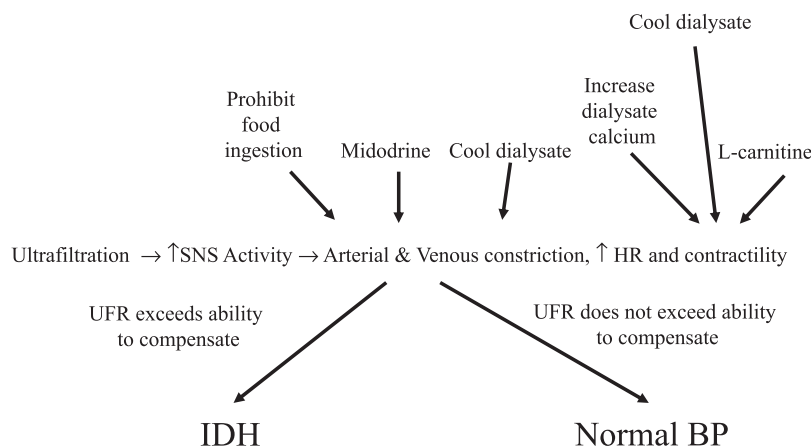 Cool dialysate
Prohibit
food
ingestion
Midodrine
Cool dialysate
Increase
dialysate
calcium
L-carnitine
Ultrafiltration → ↑SNS Activity → Arterial & Venous constriction, ↑ HR and contractility
UFR exceeds ability
to compensate
UFR does not exceed ability
to compensate
IDH
Normal BP